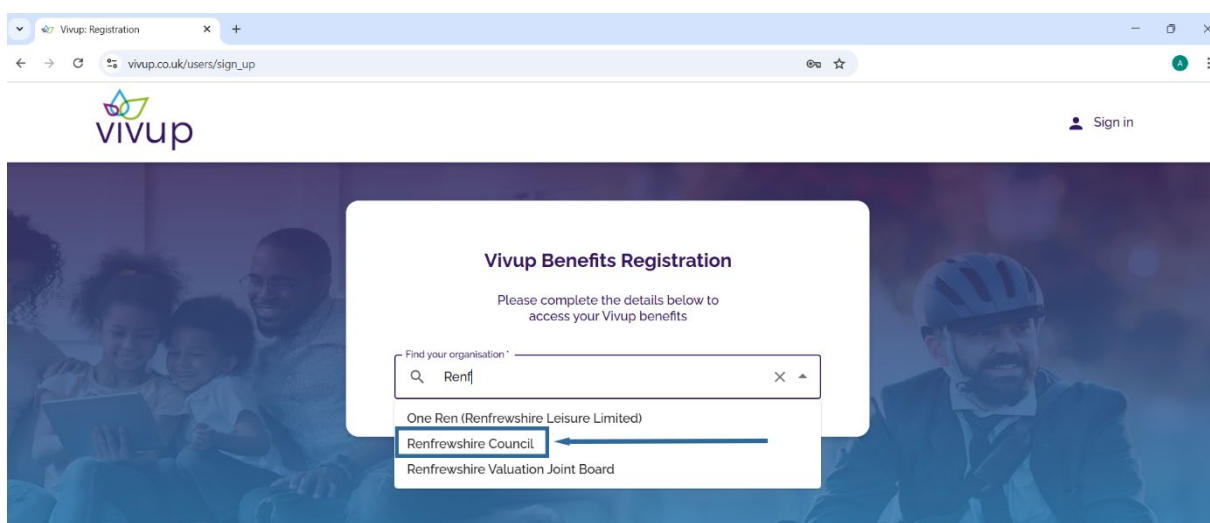 Vivup: Registration
vivup.co.uk/users/sign_up
A
vivup
Sign in
Vivup Benefits Registration
Please complete the details below to
access your Vivup benefits
Find your organisation *
Renf
One Ren (Renfrewshire Leisure Limited)
Renfrewshire Council
Renfrewshire Valuation Joint Board